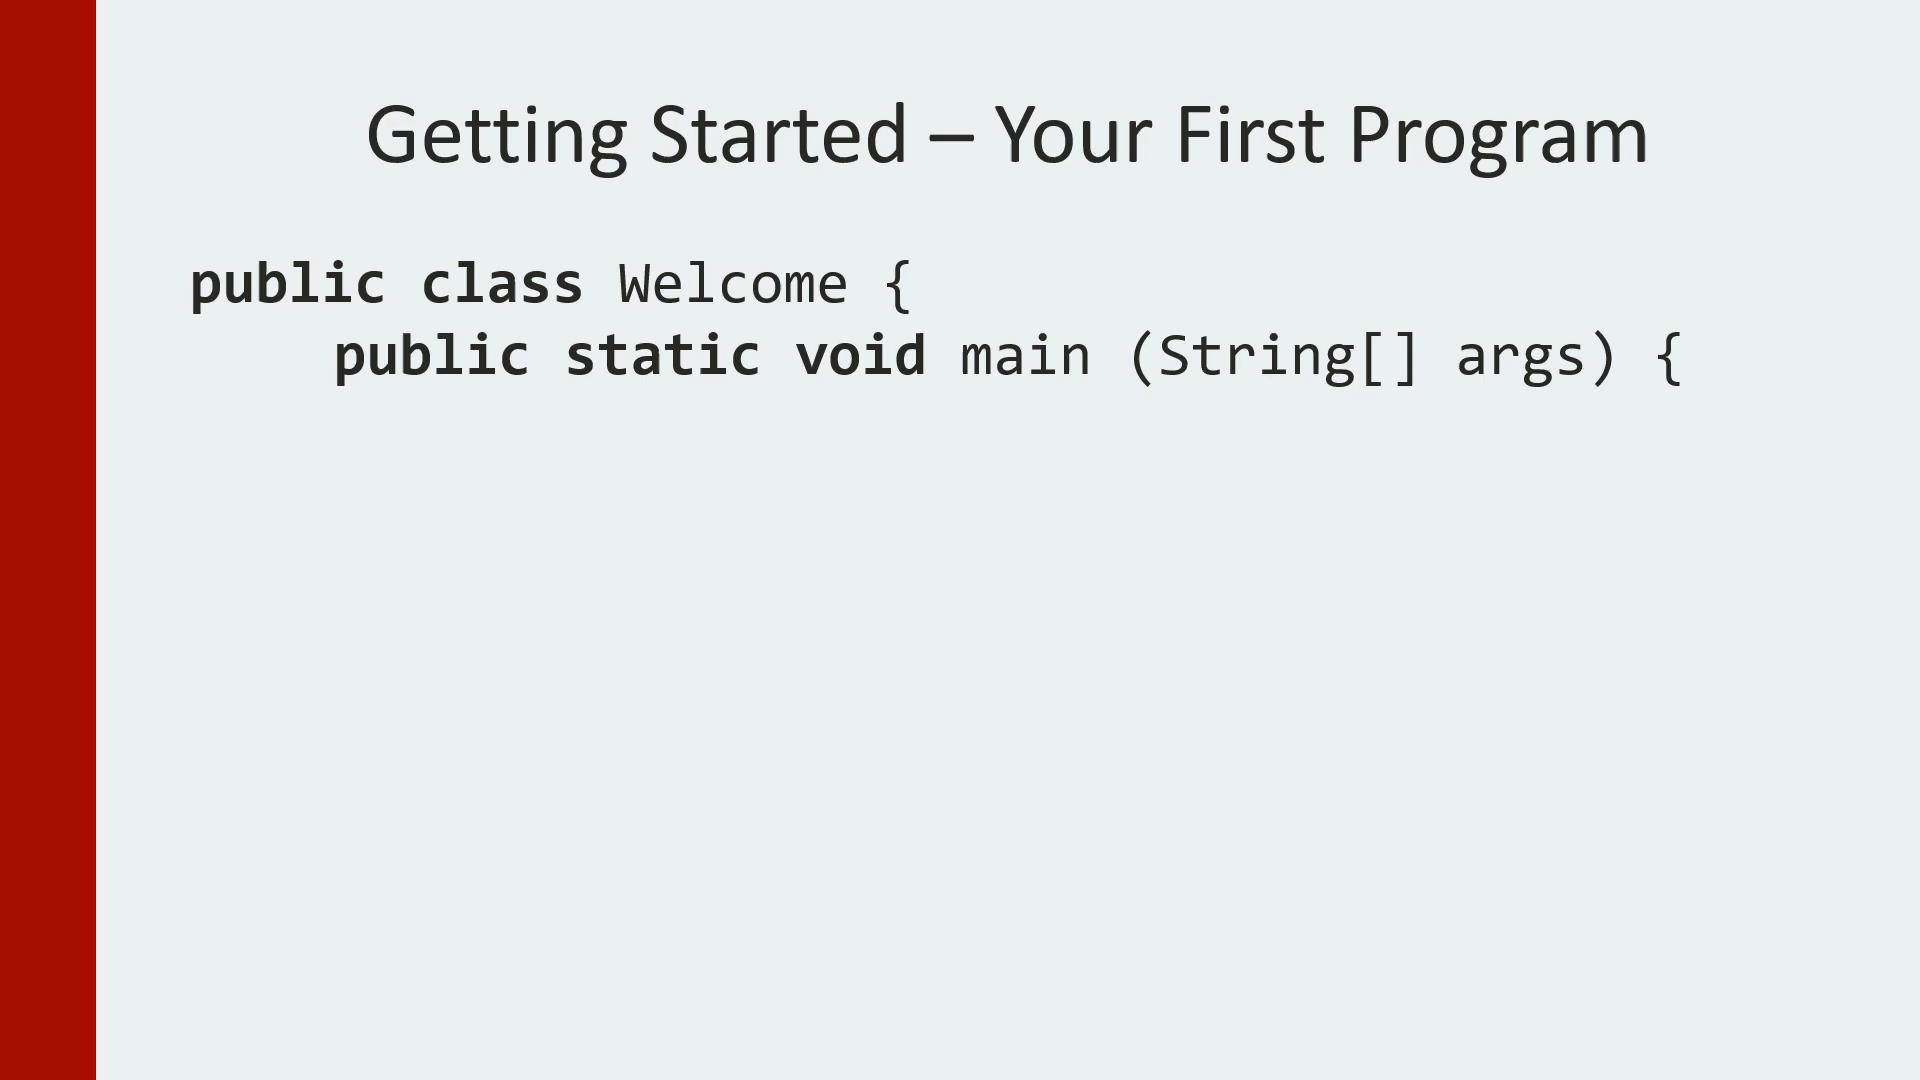 Getting Started – Your First Program
public class Welcome {
public static void main (String[] args) {